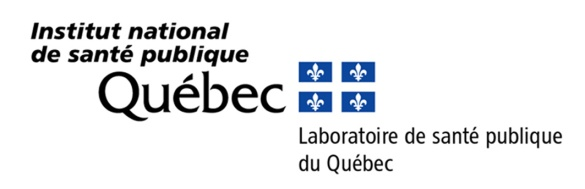 Institut national
de santé publique
Québec
Laboratoire de santé publique
du Québec